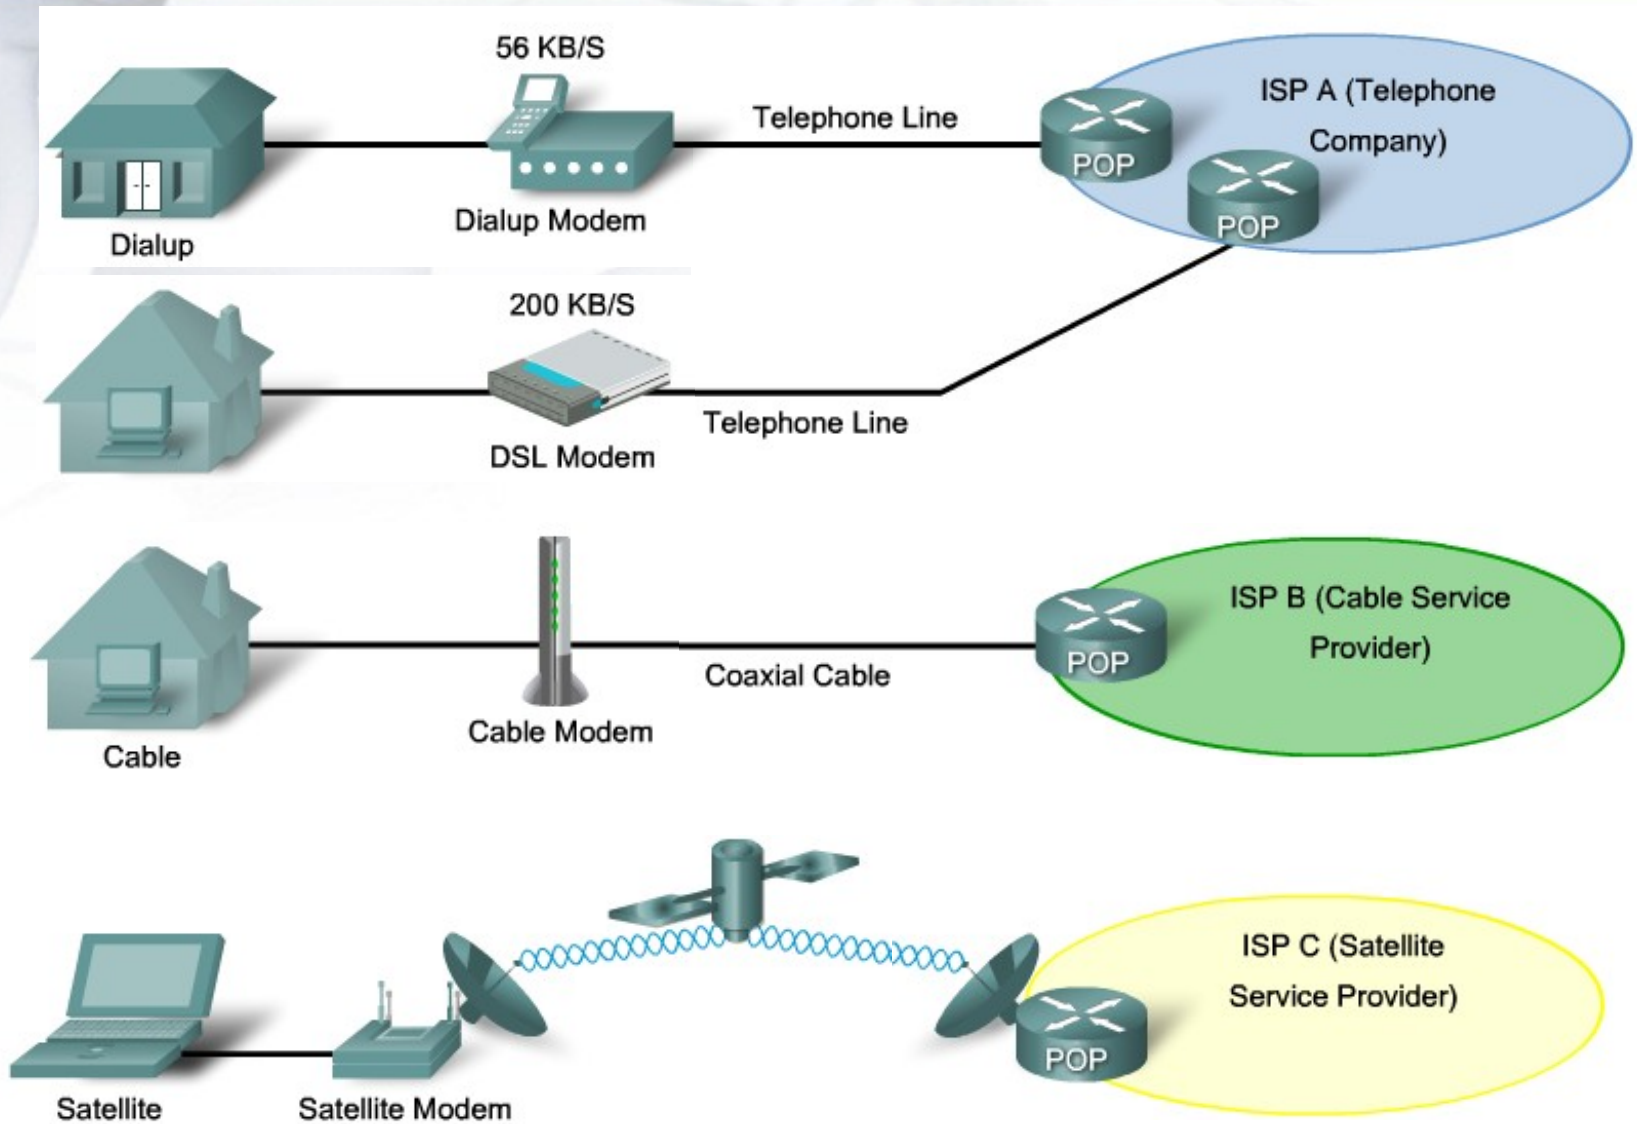 56 KB/S
Telephone Line
ISP A (Telephone
Company)
POP
POP
Dialup Modem
Dialup
200 KB/S
Telephone Line
DSL Modem
ISP B (Cable Service
Provider)
POP
Coaxial Cable
Cable Modem
Cable
ISP C (Satellite
Service Provider)
POP
Satellite
Satellite Modem